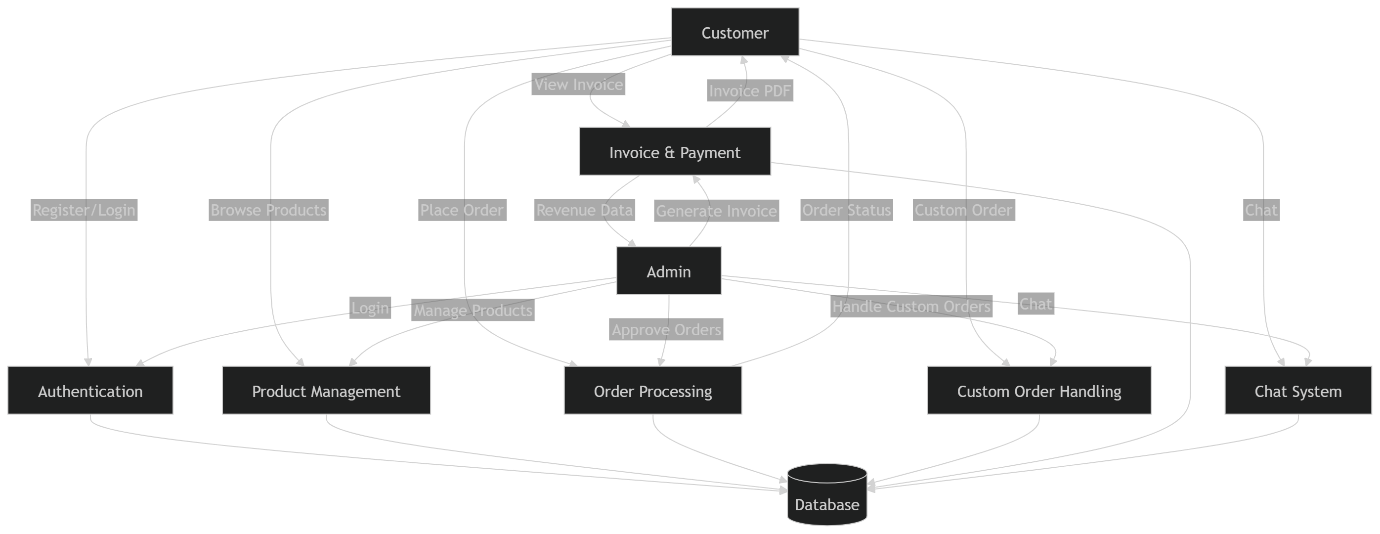 Customer
View Invoice
Invoice PDF
Invoice & Payment
Register/Login
Browse Products
Place Order
Revenue Data
Generate Invoice
Order Status
Custom Order
Chat
Admin
Login
Manage Products
Approve Orders
Handle Custom Orders
Chat
Authentication
Product Management
Order Processing
Custom Order Handling
Chat System
Database